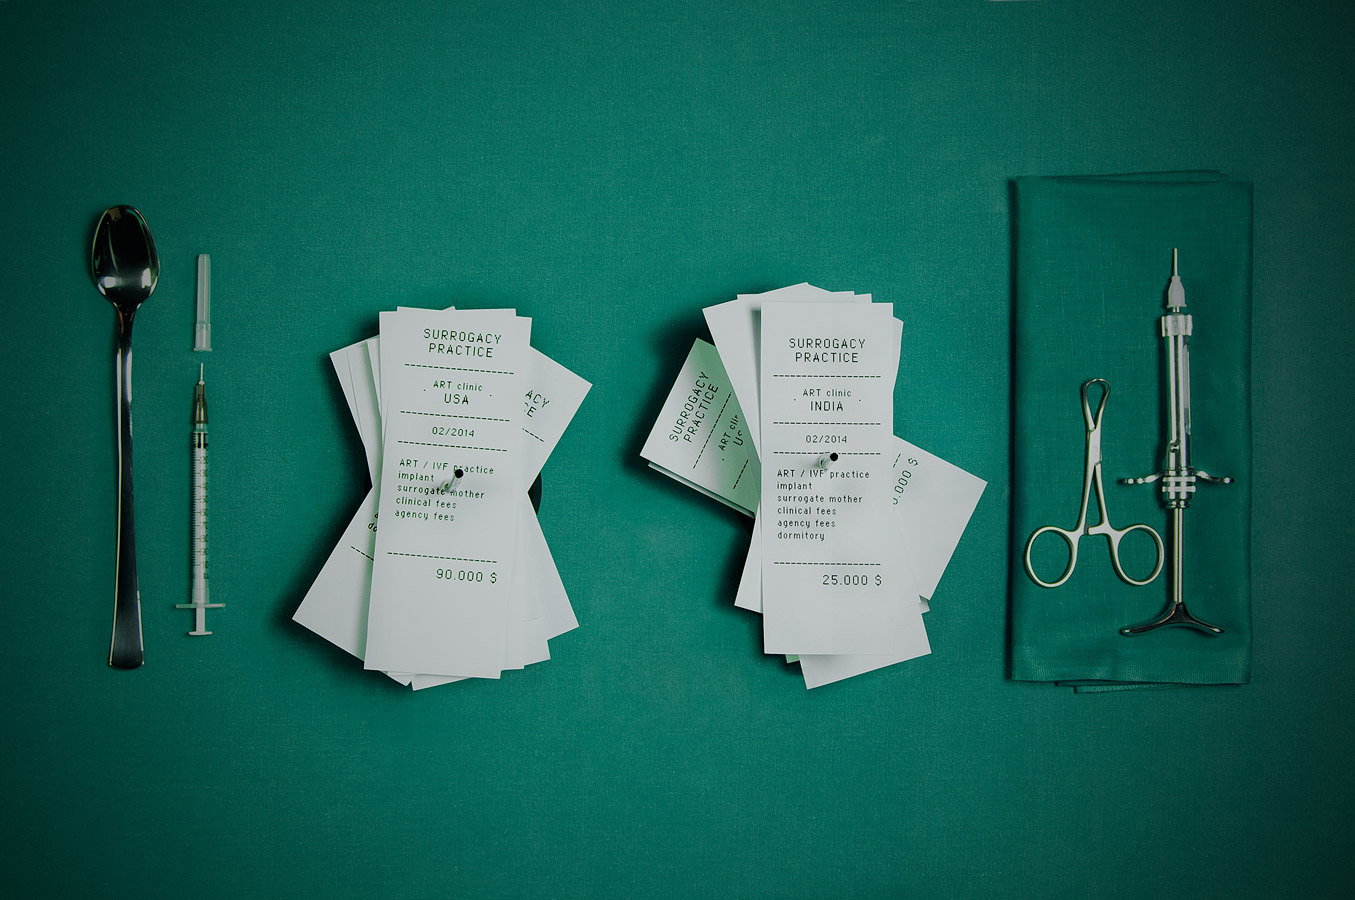 SURROGACY
PRACTICE
ART clinic
USA
02/2014
ART / IVF practice
implant
surrogate mother
clinical fees
agency fees
90.000 $
ACY
CE
do
SURROGACY
PRACTICE
ART clinic
INDIA
02/2014
ART / IVF practice
implant
surrogate mother
clinical fees
agency fees
dormitory
25.000 $
SURROGACY
PRACTICE
ART clin
US
.000 $